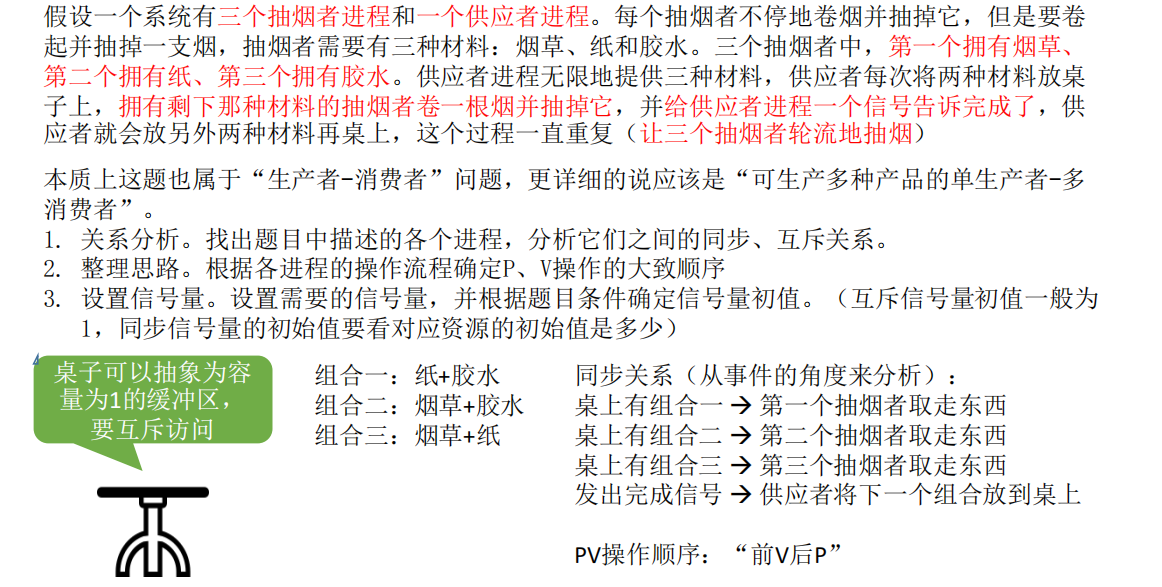 假设一个系统有三个抽烟者进程和一个供应者进程。每个抽烟者不停地卷烟并抽掉它，但是要卷
起并抽掉一支烟，抽烟者需要有三种材料：烟草、纸和胶水。三个抽烟者中，第一个拥有烟草、
第二个拥有纸、第三个拥有胶水。供应者进程无限地提供三种材料，供应者每次将两种材料放桌
子上，拥有剩下那种材料的抽烟者卷一根烟并抽掉它，并给供应者进程一个信号告诉完成了，供
应者就会放另外两种材料再桌上，这个过程一直重复（让三个抽烟者轮流地抽烟）
本质上这题也属于“生产者-消费者”问题，更详细的说应该是“可生产多种产品的单生产者-多
消费者”。
1. 关系分析。找出题目中描述的各个进程，分析它们之间的同步、互斥关系。
2. 整理思路。根据各进程的操作流程确定P、V操作的大致顺序
3. 设置信号量。设置需要的信号量，并根据题目条件确定信号量初值。（互斥信号量初值一般为
1，同步信号量的初始值要看对应资源的初始值是多少）
桌子可以抽象为容
量为1的缓冲区，
要互斥访问
组合一：纸+胶水
组合二：烟草+胶水
组合三：烟草+纸
同步关系（从事件的角度来分析）：
桌上有组合一 → 第一个抽烟者取走东西
桌上有组合二 → 第二个抽烟者取走东西
桌上有组合三 → 第三个抽烟者取走东西
发出完成信号 → 供应者将下一个组合放到桌上
PV操作顺序：“前V后P”